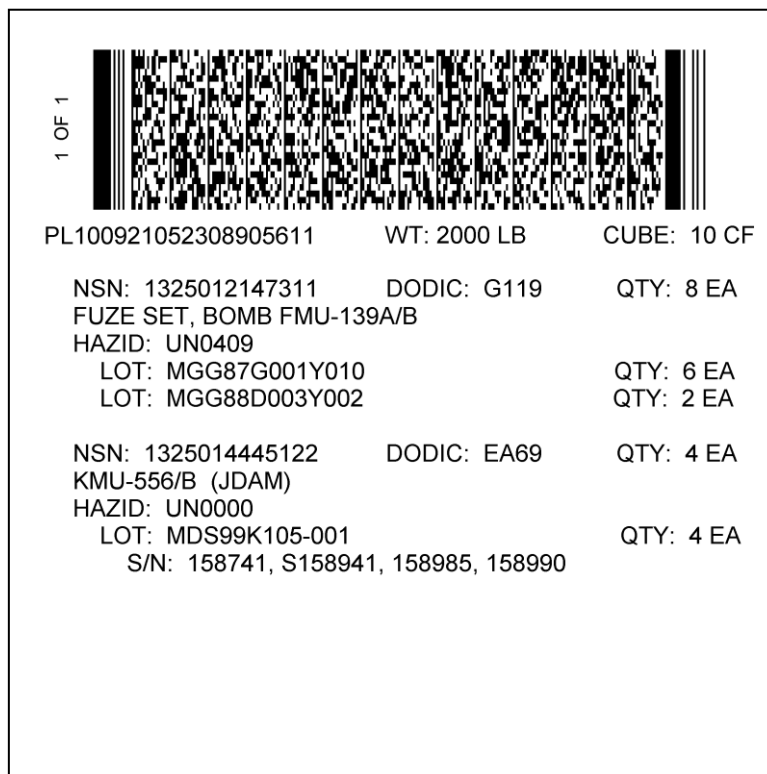 1 OF 1
PL100921052308905611 WT: 2000 LB CUBE: 10 CF
NSN: 1325012147311 DODIC: G119 QTY: 8 EA
FUZE SET, BOMB FMU-139A/B
HAZID: UN0409
LOT: MGG87G001Y010 QTY: 6 EA
LOT: MGG88D003Y002 QTY: 2 EA
NSN: 1325014445122 DODIC: EA69 QTY: 4 EA
KMU-556/B (JDAM)
HAZID: UN0000
LOT: MDS99K105-001 QTY: 4 EA
S/N: 158741, S158941, 158985, 158990